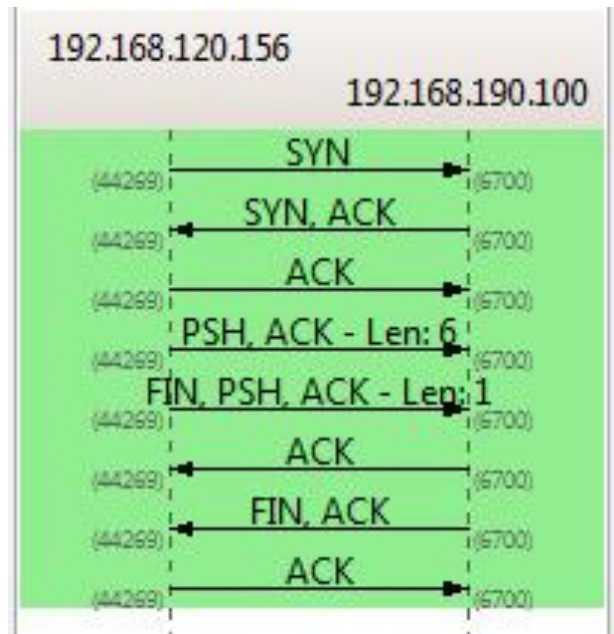 192.168.120.156
192.168.190.100
SYN
(44269) (6700)
SYN, ACK
(44269) (6700)
ACK
(44269) (6700)
PSH, ACK - Len: 6
(44269) (6700)
FIN, PSH, ACK - Len: 1
(44269) (6700)
ACK
(44269) (6700)
FIN, ACK
(44269) (6700)
ACK
(44269) (6700)